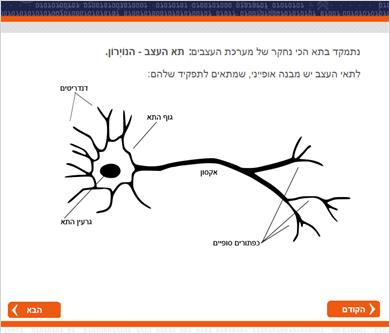 נתמקד בתא הכי נחקר של מערכת העצבים: תא העצב - הנוירון.
לתאי העצב יש מבנה אופייני, שמתאים לתפקיד שלהם:
דנדריטים
גוף התא
אקסון
גרעין התא
כפתורים סופיים
הקודם
הבא